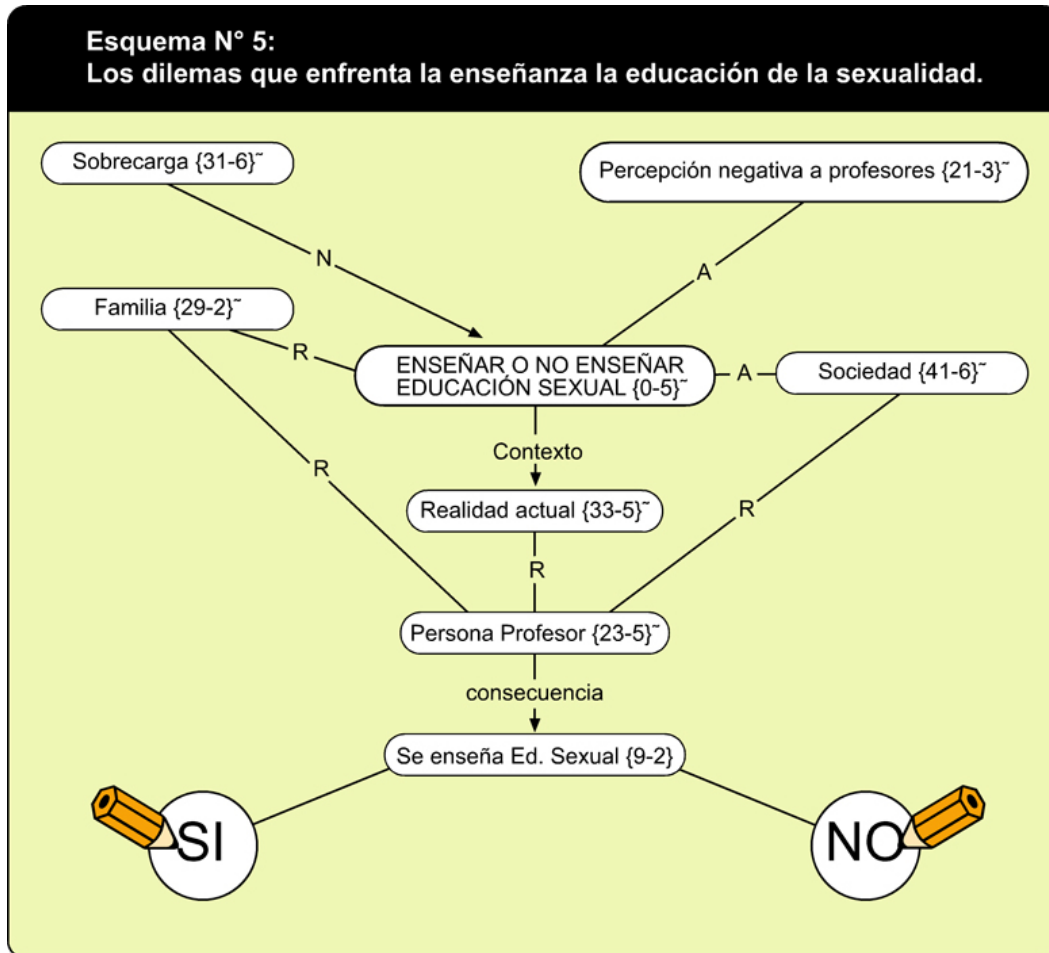 Esquema N° 5:
Los dilemas que enfrenta la enseñanza la educación de la sexualidad.
Sobrecarga {31-6}˜
Percepción negativa a profesores {21-3}˜
N
A
Familia {29-2}˜
R
ENSEÑAR O NO ENSEÑAR
EDUCACIÓN SEXUAL {0-5}˜
A
Sociedad {41-6}˜
Contexto
R
Realidad actual {33-5}˜
R
R
Persona Profesor {23-5}˜
consecuencia
Se enseña Ed. Sexual {9-2}
SI
NO